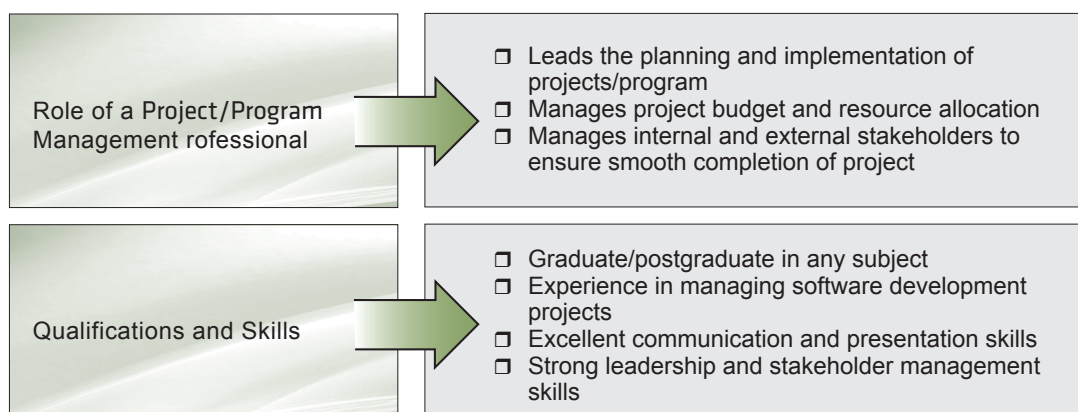 Role of a Project/Program
Management rofessional
❒ Leads the planning and implementation of
projects/program
❒ Manages project budget and resource allocation
❒ Manages internal and external stakeholders to
ensure smooth completion of project
Qualifications and Skills
❒ Graduate/postgraduate in any subject
❒ Experience in managing software development
projects
❒ Excellent communication and presentation skills
❒ Strong leadership and stakeholder management
skills